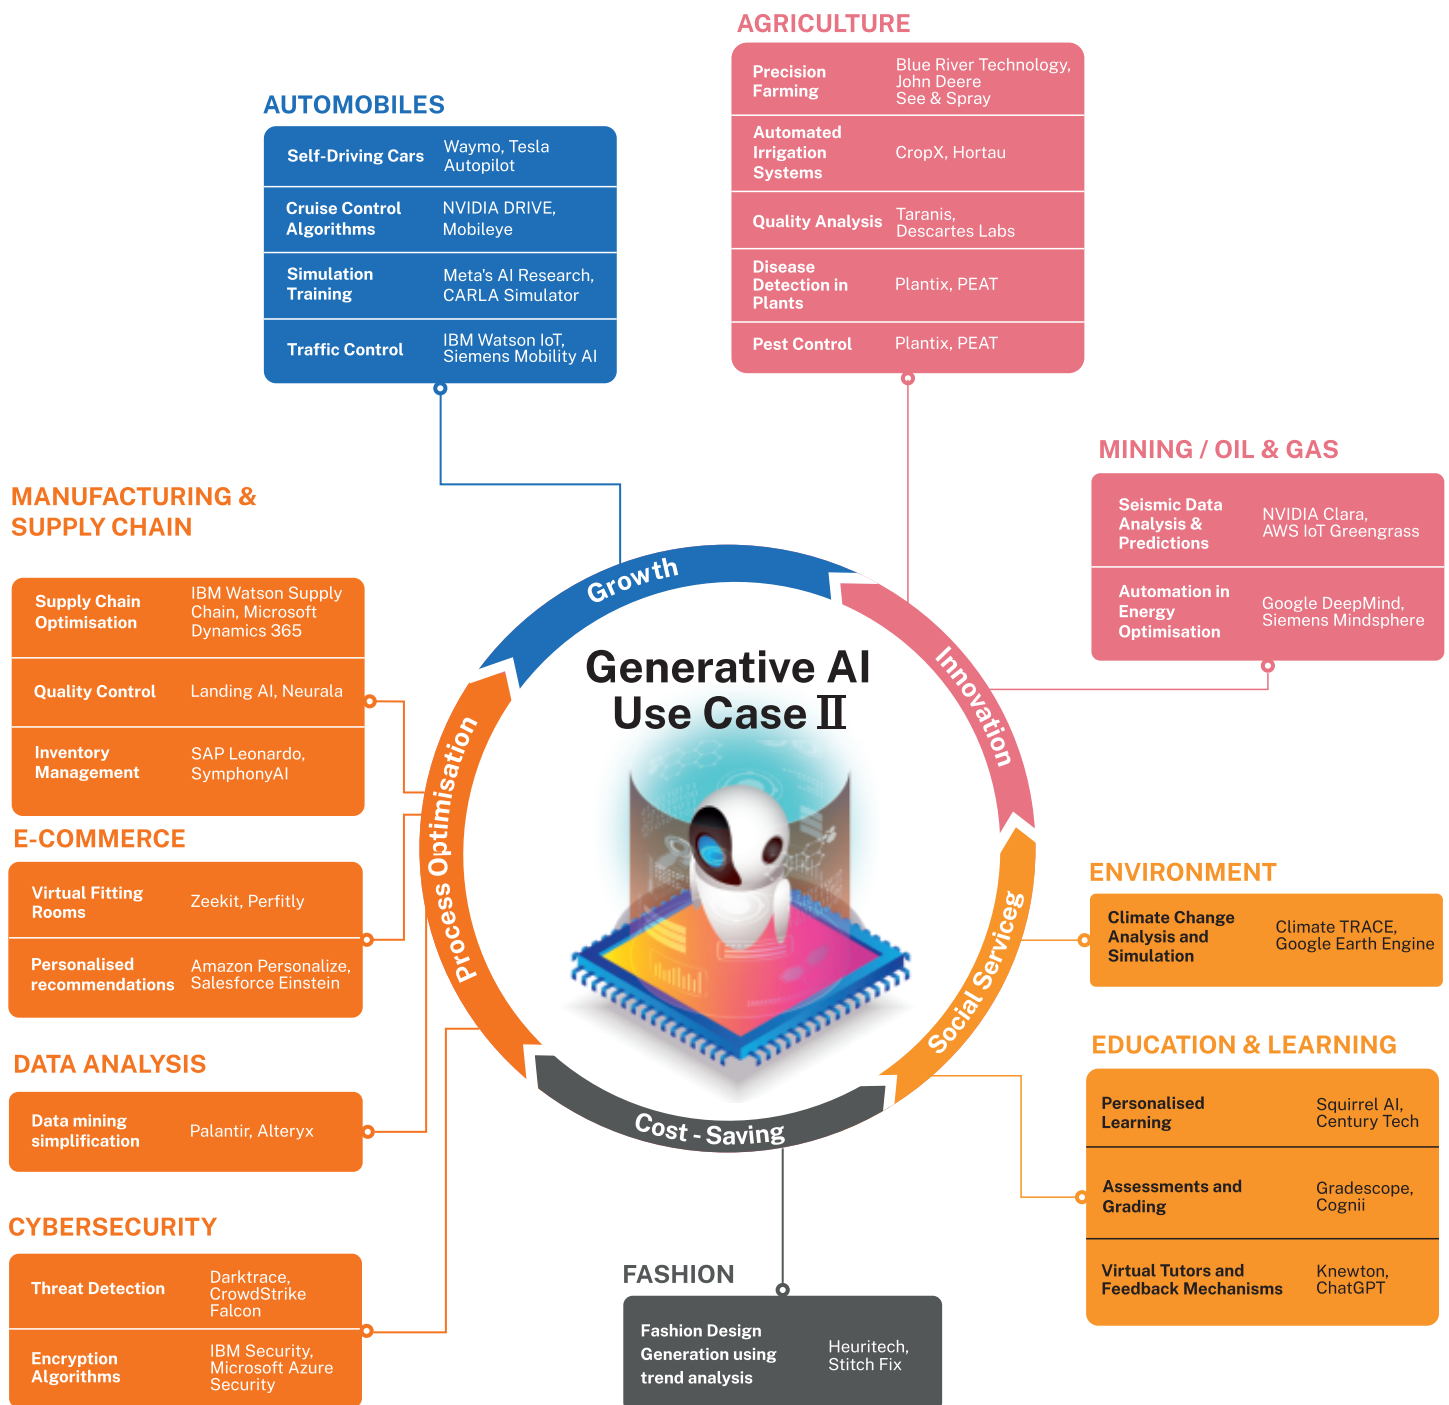 AGRICULTURE
Precision
Farming
Blue River Technology,
John Deere
See & Spray
Automated
Irrigation
Systems
CropX, Hortau
Quality Analysis
Taranis,
Descartes Labs
Disease
Detection in
Plants
Plantix, PEAT
Pest Control
Plantix, PEAT
AUTOMOBILES
Self-Driving Cars
Waymo, Tesla
Autopilot
Cruise Control
Algorithms
NVIDIA DRIVE,
Mobileye
Simulation
Training
Meta's AI Research,
CARLA Simulator
Traffic Control
IBM Watson IoT,
Siemens Mobility AI
MINING / OIL & GAS
Seismic Data
Analysis &
Predictions
NVIDIA Clara,
AWS IoT Greengrass
Automation in
Energy
Optimisation
Google DeepMind,
Siemens Mindsphere
MANUFACTURING &
SUPPLY CHAIN
Supply Chain
Optimisation
IBM Watson Supply
Chain, Microsoft
Dynamics 365
Quality Control
Landing AI, Neurala
Inventory
Management
SAP Leonardo,
SymphonyAI
Growth
Innovation
Social Serviceg
Cost - Saving
Process Optimisation
Generative AI
Use Case II
E-COMMERCE
Virtual Fitting
Rooms
Zeekit, Perfitly
Personalised
recommendations
Amazon Personalize,
Salesforce Einstein
ENVIRONMENT
Climate Change
Analysis and
Simulation
Climate TRACE,
Google Earth Engine
DATA ANALYSIS
Data mining
simplification
Palantir, Alteryx
EDUCATION & LEARNING
Personalised
Learning
Squirrel AI,
Century Tech
Assessments and
Grading
Gradescope,
Cognii
Virtual Tutors and
Feedback Mechanisms
Knewton,
ChatGPT
CYBERSECURITY
Threat Detection
Darktrace,
CrowdStrike
Falcon
Encryption
Algorithms
IBM Security,
Microsoft Azure
Security
FASHION
Fashion Design
Generation using
trend analysis
Heuritech,
Stitch Fix